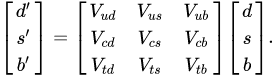 [d′] = [V_ud V_us V_ub] [d]
[s′] [V_cd V_cs V_cb] [s]
[b′] [V_td V_ts V_tb] [b].